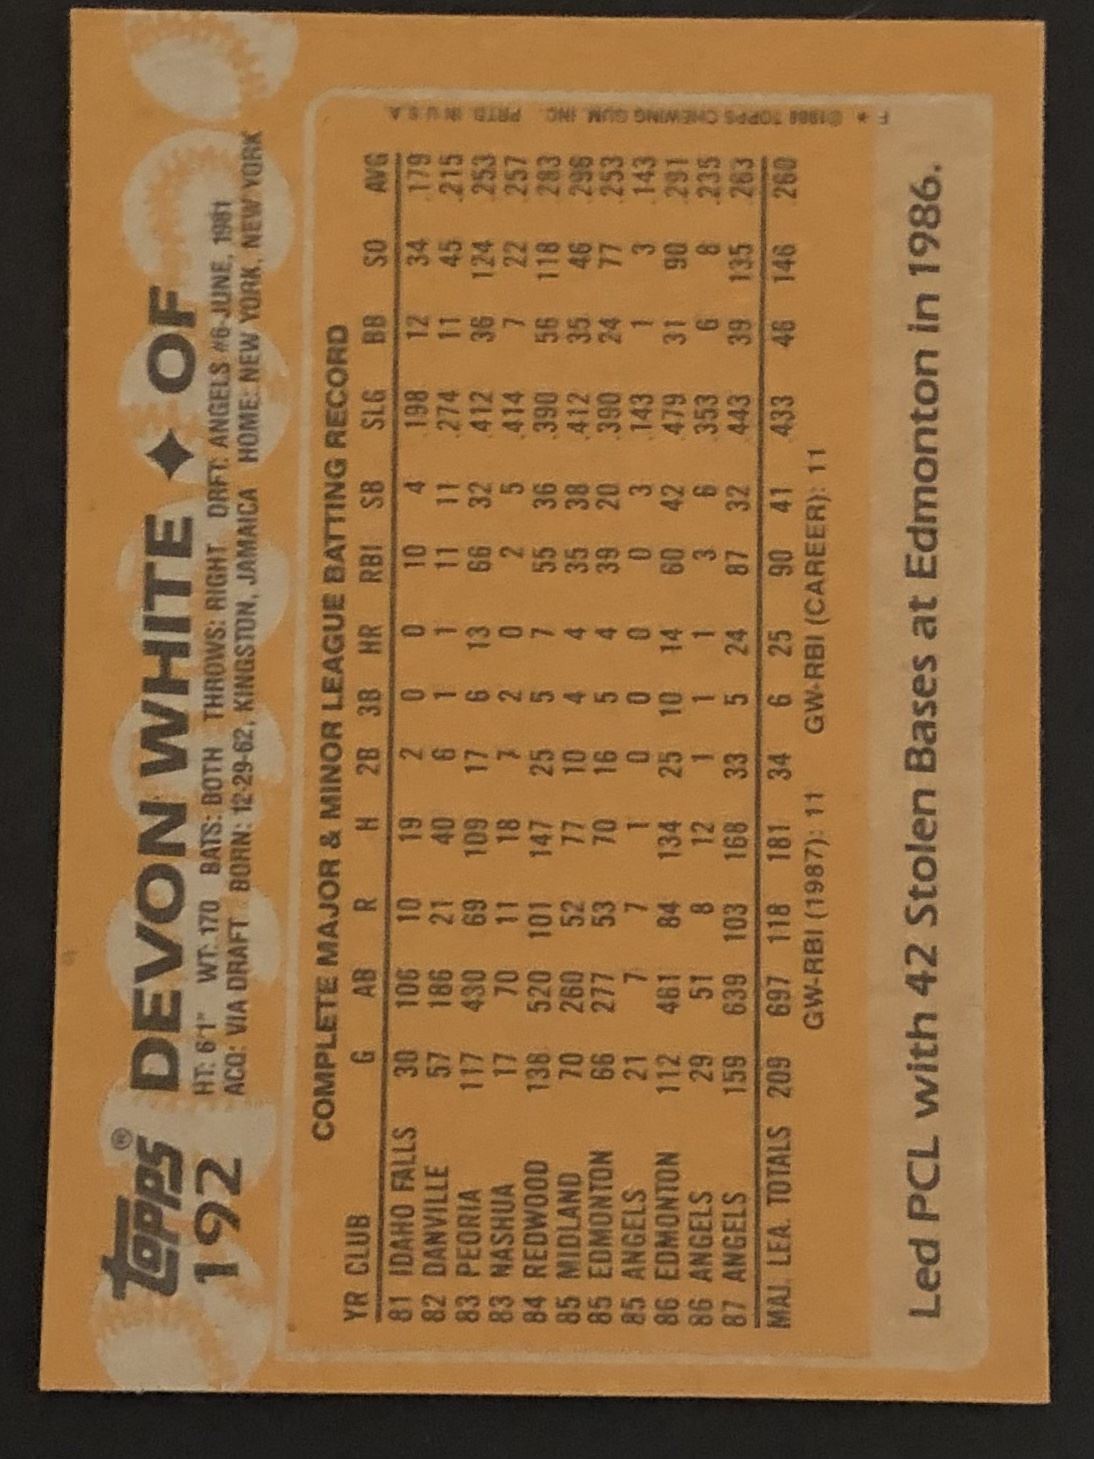 Topps® DEVON WHITE ✦ OF
192
HT: 6'1" WT: 170 BATS: BOTH THROWS: RIGHT DRFT: ANGELS #6-JUNE, 1981
ACQ: VIA DRAFT BORN: 12-29-62, KINGSTON, JAMAICA HOME: NEW YORK, NEW YORK
COMPLETE MAJOR & MINOR LEAGUE BATTING RECORD
YR CLUB G AB R H 2B 3B HR RBI SB SLG BB SO AVG
81 IDAHO FALLS 30 106 10 19 2 0 0 10 4 .198 12 34 .179
82 DANVILLE 57 186 21 40 6 1 1 11 11 .274 11 45 .215
83 PEORIA 117 430 69 109 17 6 13 66 32 .412 36 124 .253
83 NASHUA 17 70 11 18 7 2 0 2 5 .414 7 22 .257
84 REDWOOD 138 520 101 147 25 5 7 55 36 .390 56 118 .283
85 MIDLAND 70 260 52 77 10 4 4 35 38 .412 35 46 .296
85 EDMONTON 66 277 53 70 16 5 4 39 20 .390 24 77 .253
85 ANGELS 21 7 7 1 0 0 0 0 3 .143 1 3 .143
86 EDMONTON 112 461 84 134 25 10 14 60 42 .479 31 90 .291
86 ANGELS 29 51 8 12 1 1 1 3 6 .353 6 8 .235
87 ANGELS 159 639 103 168 33 5 24 87 32 .443 39 135 .263
MAJ. LEA. TOTALS 209 697 118 181 34 6 25 90 41 .433 46 146 .260
GW-RBI (1987): 11 GW-RBI (CAREER): 11
Led PCL with 42 Stolen Bases at Edmonton in 1986.
F * ©1988 TOPPS CHEWING GUM, INC. PRTD. IN U.S.A.